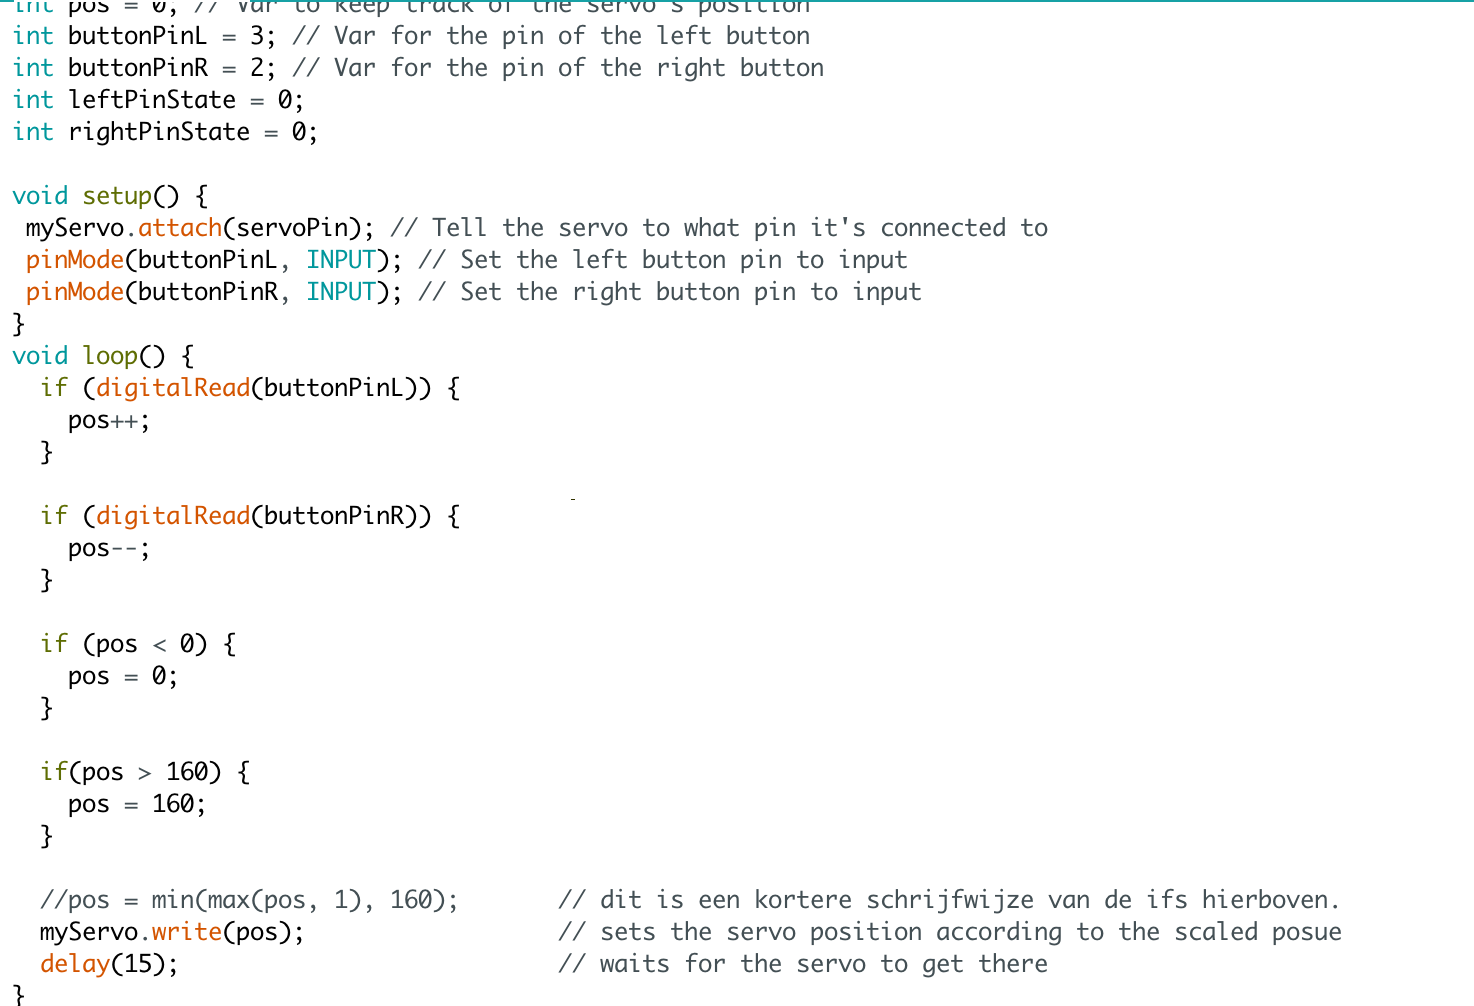 int pos = 0; // Var to keep track of the servo's position
int buttonPinL = 3; // Var for the pin of the left button
int buttonPinR = 2; // Var for the pin of the right button
int leftPinState = 0;
int rightPinState = 0;

void setup() {
 myServo.attach(servoPin); // Tell the servo to what pin it's connected to
 pinMode(buttonPinL, INPUT); // Set the left button pin to input
 pinMode(buttonPinR, INPUT); // Set the right button pin to input
}
void loop() {
  if (digitalRead(buttonPinL)) {
    pos++;
  }

  if (digitalRead(buttonPinR)) {
    pos--;
  }

  if (pos < 0) {
    pos = 0;
  }

  if(pos > 160) {
    pos = 160;
  }

  //pos = min(max(pos, 1), 160);       // dit is een kortere schrijfwijze van de ifs hierboven.
  myServo.write(pos);                  // sets the servo position according to the scaled posue
  delay(15);                           // waits for the servo to get there
}